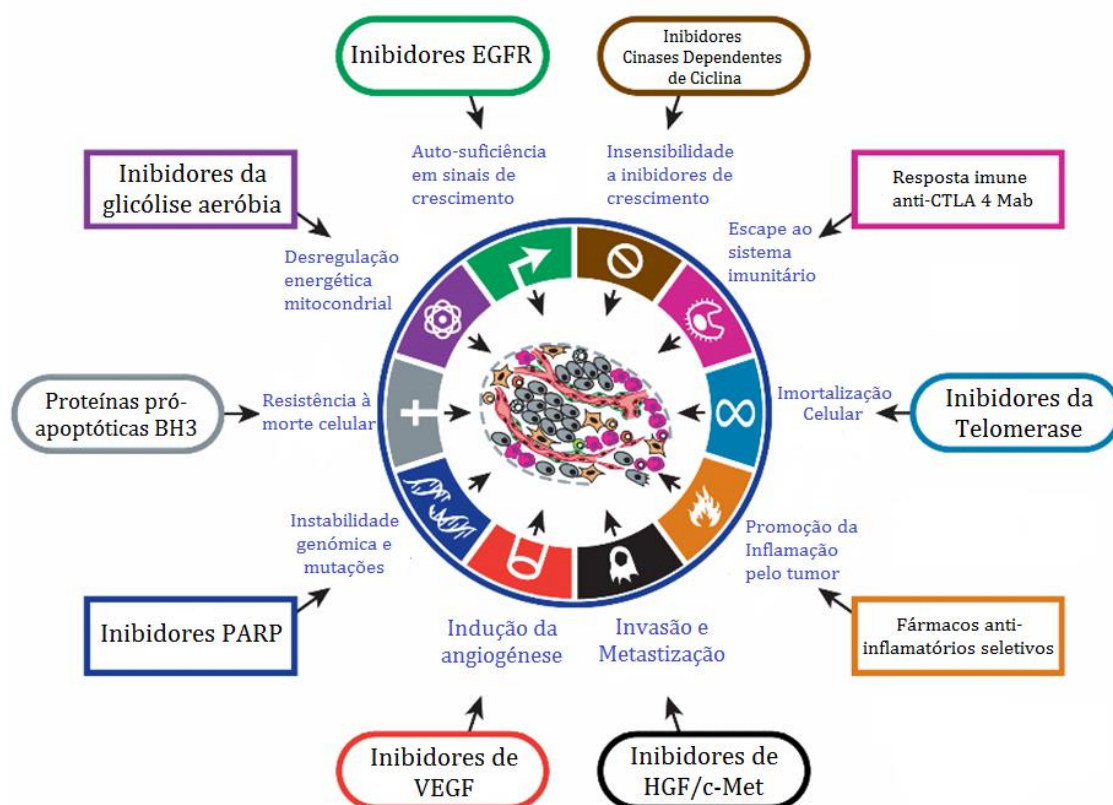 Inibidores EGFR
Inibidores
Cinases Dependentes
de Ciclina
Auto-suficiência
em sinais de
crescimento
Insensibilidade
a inibidores de
crescimento
Inibidores da
glicólise aeróbia
Resposta imune
anti-CTLA 4 Mab
Desregulação
energética
mitocondrial
Escape ao
sistema
imunitário
Proteínas pró-
apoptóticas BH3
Resistência à
morte celular
Imortalização
Celular
Inibidores da
Telomerase
Instabilidade
genómica e
mutações
Promoção da
Inflamação
pelo tumor
Inibidores PARP
Indução da
angiogénese
Invasão e
Metastização
Fármacos anti-
inflamatórios seletivos
Inibidores de
VEGF
Inibidores de
HGF/c-Met